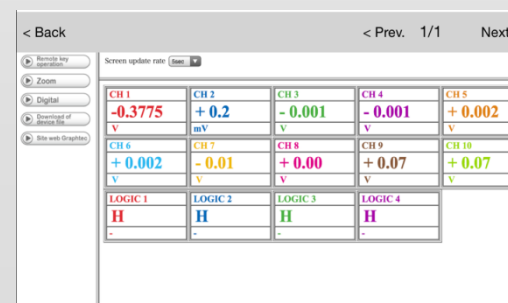 < Back < Prev. 1/1 Next
Remote key operation
Zoom
Digital
Download of device file
Site web Graphtec
Screen update rate 5sec
CH 1 CH 2 CH 3 CH 4 CH 5
-0.3775 + 0.2 - 0.001 - 0.001 + 0.002
V mV V V V
CH 6 CH 7 CH 8 CH 9 CH 10
+ 0.002 - 0.01 + 0.00 + 0.07 + 0.07
V V V V V
LOGIC 1 LOGIC 2 LOGIC 3 LOGIC 4
H H H H
- - - -